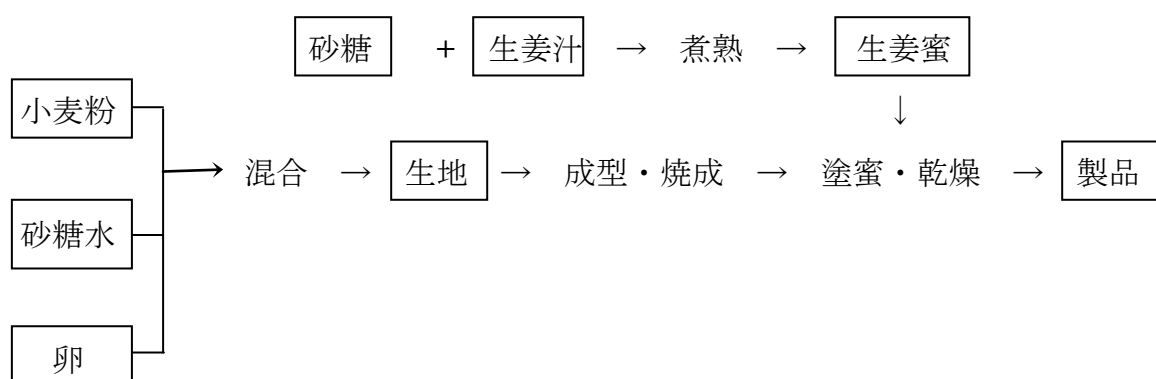 砂糖 + 生姜汁 → 煮熟 → 生姜蜜
↓
小麦粉
混合 → 生地 → 成型・焼成 → 塗蜜・乾燥 → 製品
砂糖水
卵